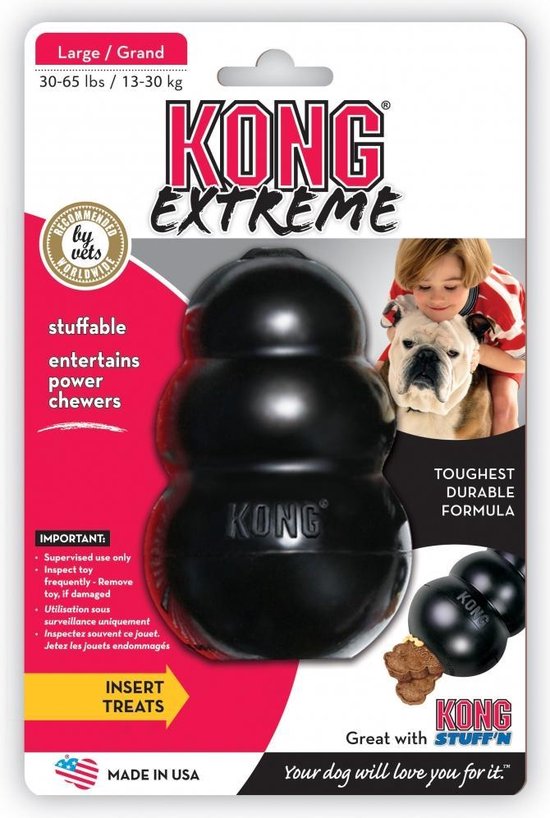 Large / Grand
30-65 lbs / 13-30 kg
KONG®
EXTREME
RECOMMENDED
by
vets
WORLDWIDE
stuffable
entertains
power
chewers
TOUGHEST
DURABLE
FORMULA
KONG®
IMPORTANT:
• Supervised use only
• Inspect toy
frequently - Remove
toy, if damaged
• Utilisation sous
surveillance uniquement
• Inspectez souvent ce jouet.
Jetez les jouets endommagés
KONG
INSERT
TREATS
Great with KONG
STUFF'N
MADE IN USA
Your dog will love you for it.™